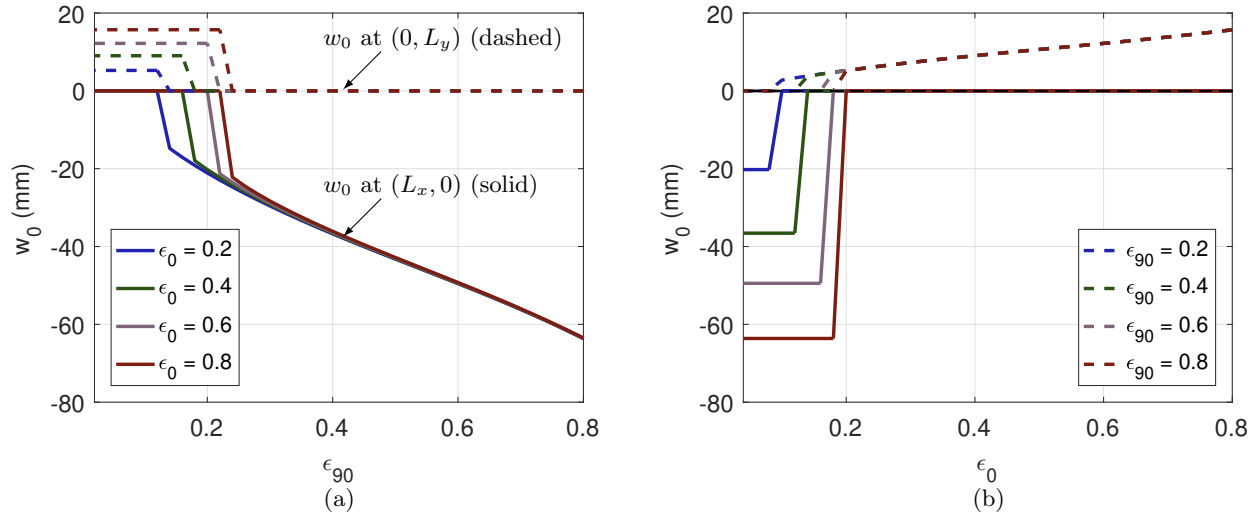 20
0
-20
-40
-60
-80
w₀ (mm)
w₀ at (0, L_y) (dashed)
w₀ at (L_x, 0) (solid)
ϵ₀ = 0.2
ϵ₀ = 0.4
ϵ₀ = 0.6
ϵ₀ = 0.8
0.2 0.4 0.6 0.8
ϵ₉₀
(a)
20
0
-20
-40
-60
-80
w₀ (mm)
ϵ₉₀ = 0.2
ϵ₉₀ = 0.4
ϵ₉₀ = 0.6
ϵ₉₀ = 0.8
0.2 0.4 0.6 0.8
ϵ₀
(b)